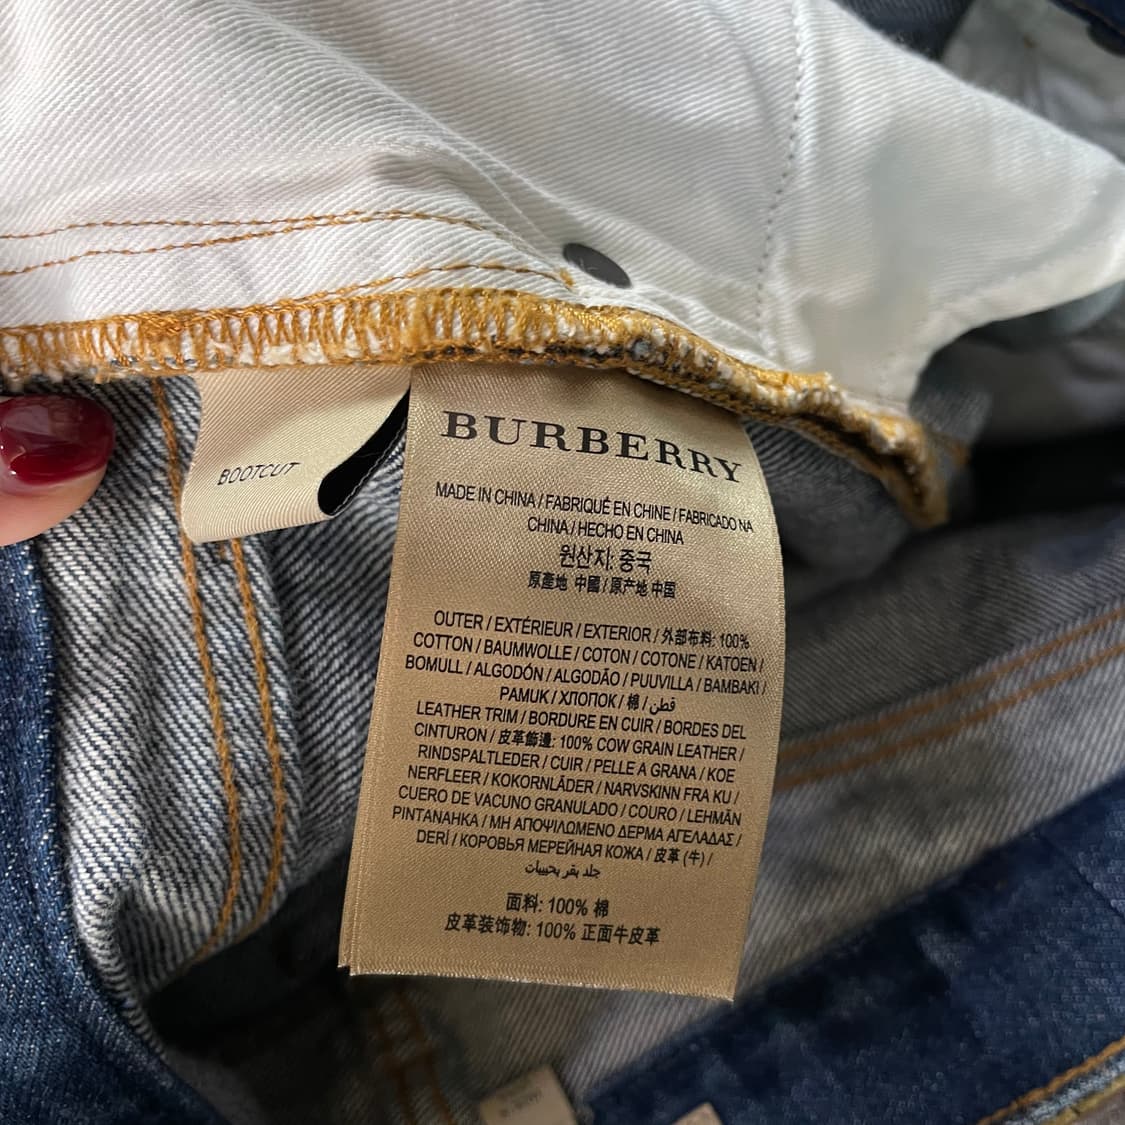 BOOTCUT
BURBERRY
MADE IN CHINA / FABRIQUÉ EN CHINE / FABRICADO NA
CHINA / HECHO EN CHINA
원산지: 중국
原產地 中國 / 原产地 中国
OUTER / EXTÉRIEUR / EXTERIOR / 外部布料: 100%
COTTON / BAUMWOLLE / COTON / COTONE / KATOEN /
BOMULL / ALGODÓN / ALGODÃO / PUUVILLA / BAMBAKI /
PAMUK / ХЛОПОК / 棉 / قطن
LEATHER TRIM / BORDURE EN CUIR / BORDES DEL
CINTURON / 皮革飾邊: 100% COW GRAIN LEATHER /
RINDSPALTLEDER / CUIR / PELLE A GRANA / KOE
NERFLEER / KOKORNLÄDER / NARVSKINN FRA KU /
CUERO DE VACUNO GRANULADO / COURO / LEHMÄN
PINTANAHKA / ΜΗ ΑΠΟΨΙΛΩΜΕΝΟ ΔΕΡΜΑ ΑΓΕΛΑΔΑΣ /
DERİ / КОРОВЬЯ МЕРЕЙНАЯ КОЖА / 皮革 (牛) /
جلد بقر بحبيبات
面料: 100% 棉
皮革装饰物: 100% 正面牛皮革